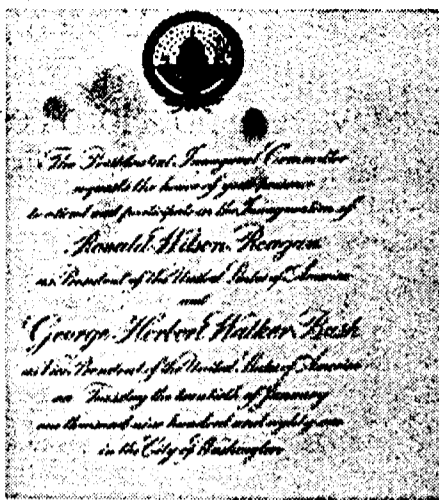 The Presidential Inaugural Committee
requests the honor of your presence
to attend and participate in the Inauguration of
Ronald Wilson Reagan
as President of the United States of America
and
George Herbert Walker Bush
as Vice President of the United States of America
on Tuesday the twentieth of January
one thousand nine hundred and eighty one
in the City of Washington